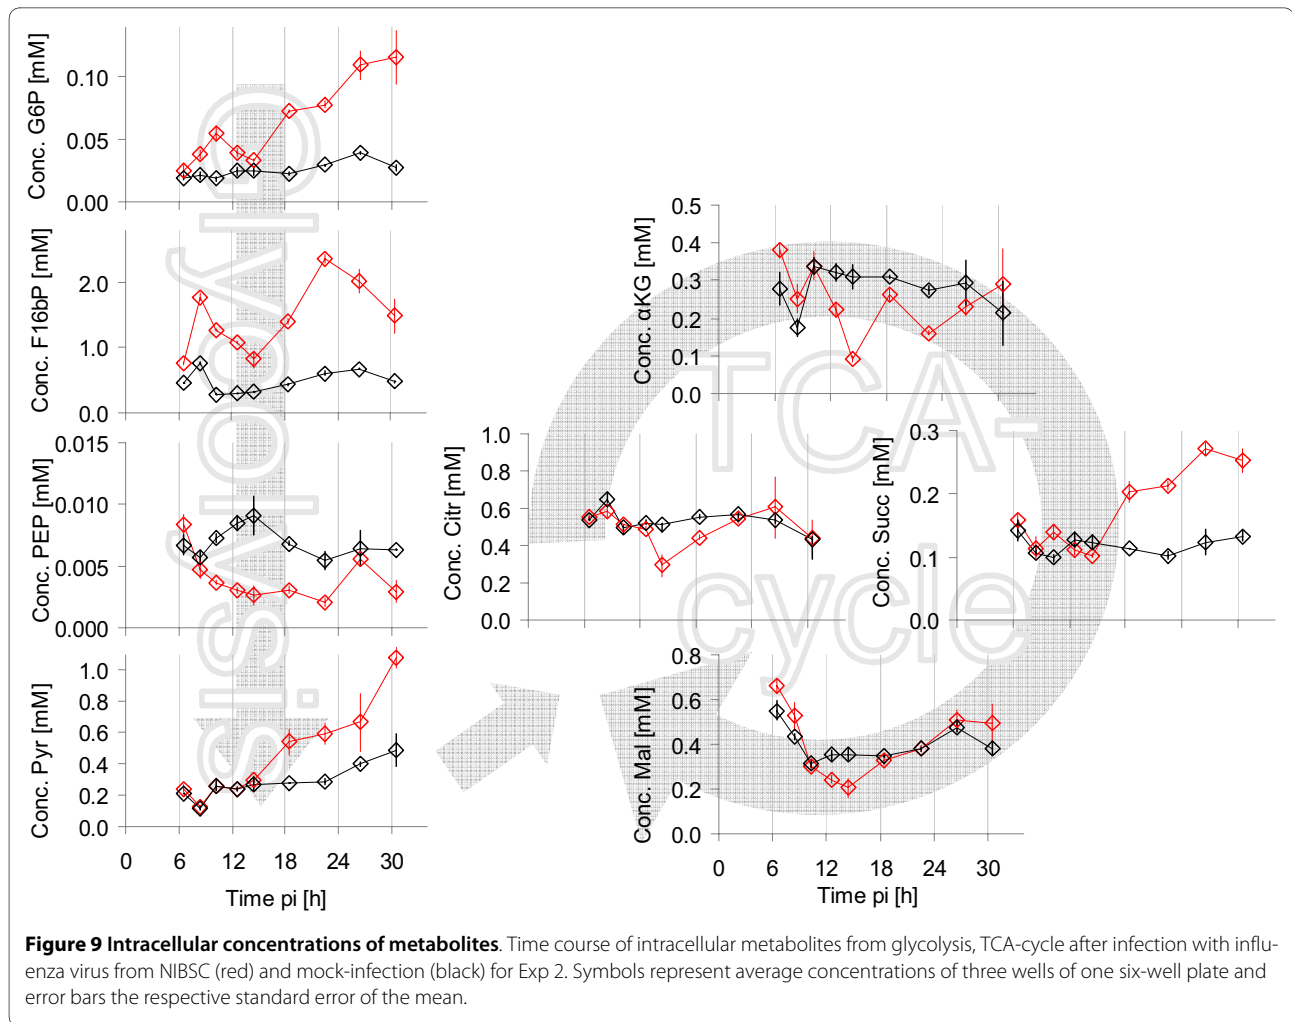 Conc. G6P [mM]
0.10
0.05
0.00
Conc. F16bP [mM]
2.0
1.0
0.0
Conc. PEP [mM]
0.015
0.010
0.005
0.000
Conc. Pyr [mM]
1.0
0.8
0.6
0.4
0.2
0.0
0 6 12 18 24 30
Time pi [h]
Glycolysis
Conc. αKG [mM]
0.5
0.4
0.3
0.2
0.1
0.0
Conc. Citr [mM]
1.0
0.8
0.6
0.4
0.2
0.0
TCA-
cycle
Conc. Succ [mM]
0.3
0.2
0.1
0.0
Conc. Mal [mM]
0.8
0.6
0.4
0.2
0.0
0 6 12 18 24 30
Time pi [h]
Figure 9 Intracellular concentrations of metabolites. Time course of intracellular metabolites from glycolysis, TCA-cycle after infection with influ-
enza virus from NIBSC (red) and mock-infection (black) for Exp 2. Symbols represent average concentrations of three wells of one six-well plate and
error bars the respective standard error of the mean.